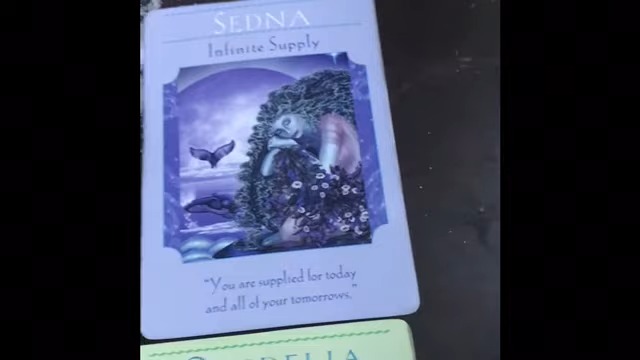 SEDNA
Infinite Supply
"You are supplied for today
and all of your tomorrows."